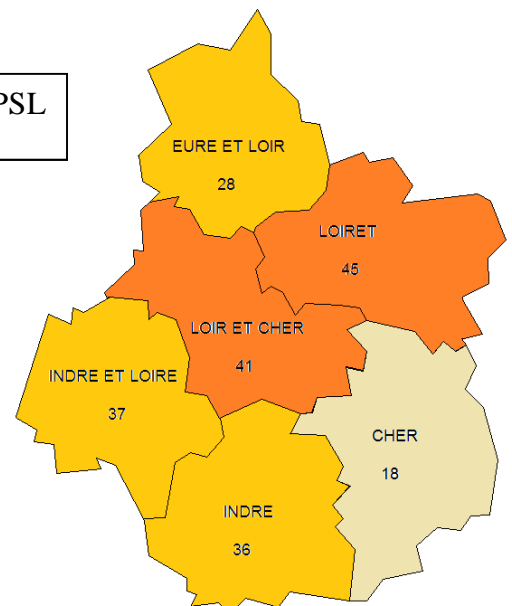 PSL
EURE ET LOIR
28
LOIRET
45
LOIR ET CHER
41
INDRE ET LOIRE
37
CHER
18
INDRE
36